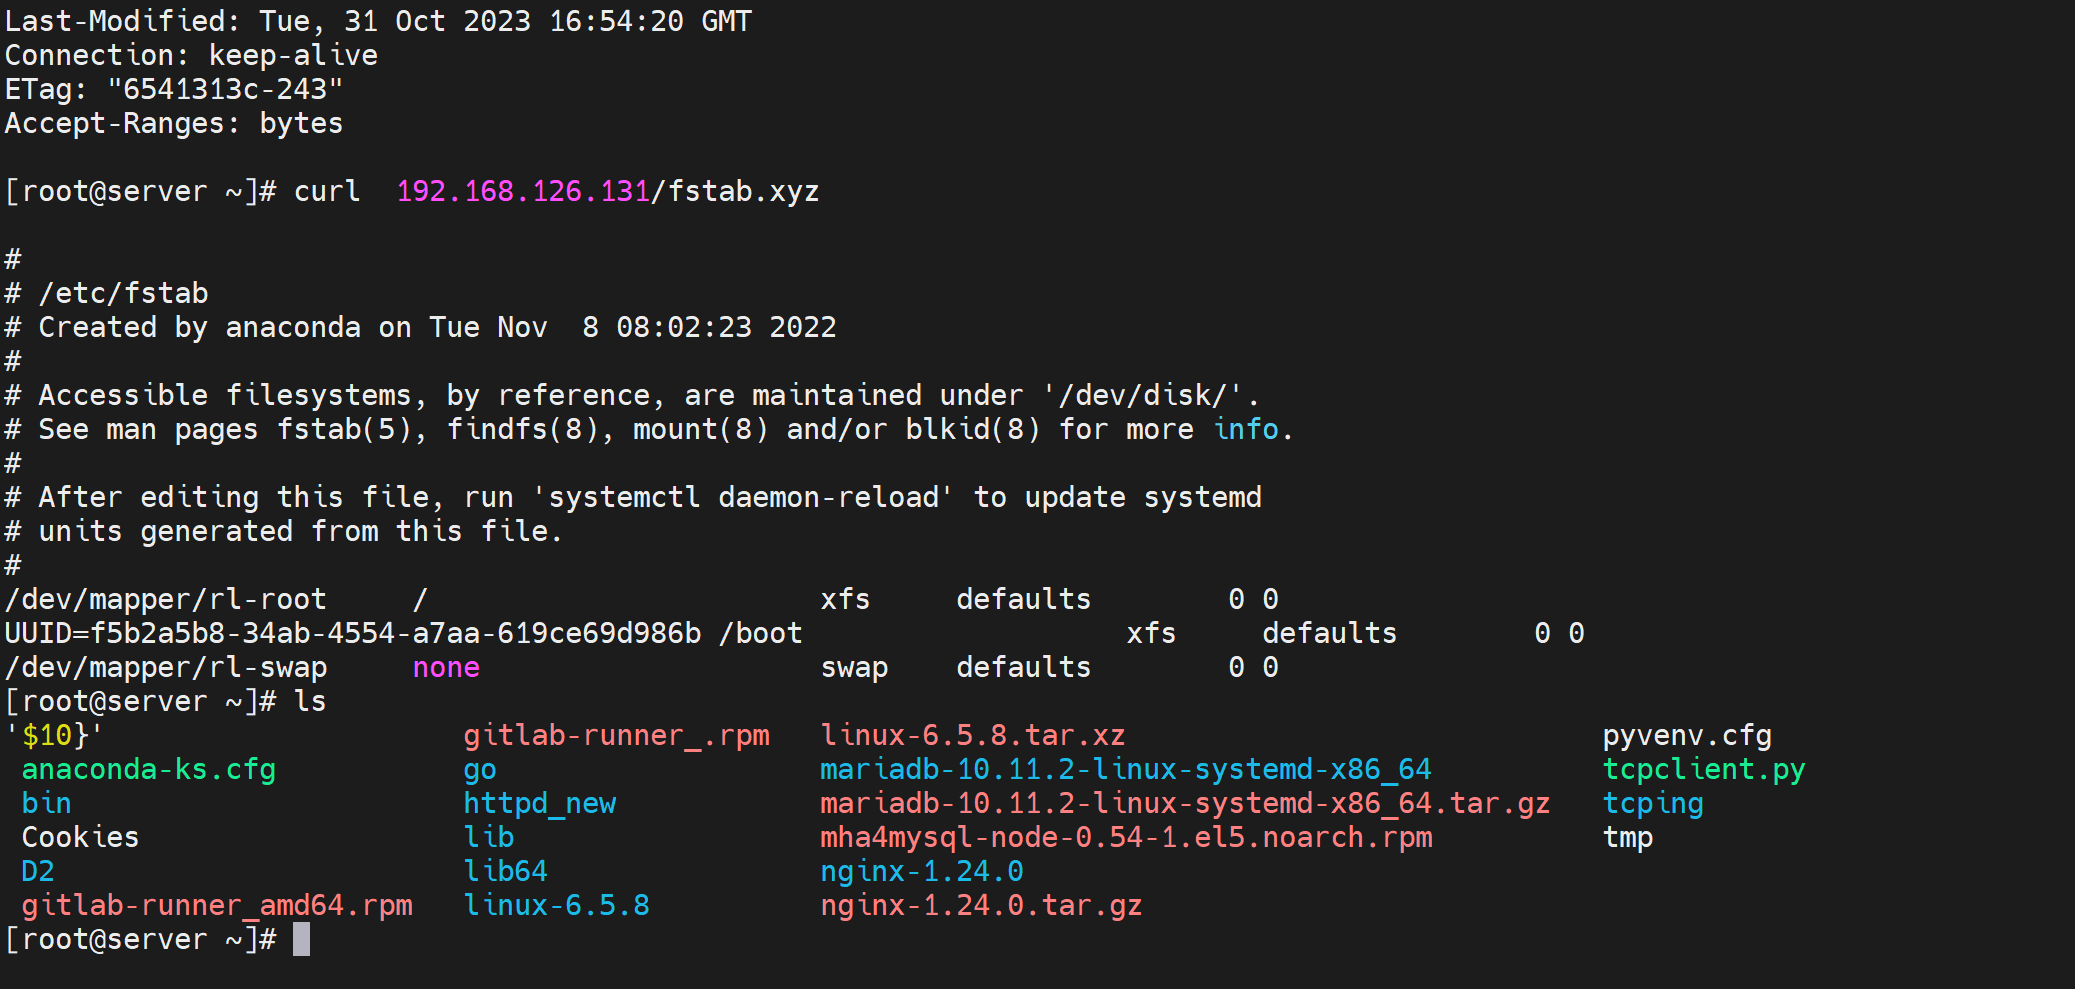 Last-Modified: Tue, 31 Oct 2023 16:54:20 GMT
Connection: keep-alive
ETag: "6541313c-243"
Accept-Ranges: bytes

[root@server ~]# curl  192.168.126.131/fstab.xyz

#
# /etc/fstab
# Created by anaconda on Tue Nov  8 08:02:23 2022
#
# Accessible filesystems, by reference, are maintained under '/dev/disk/'.
# See man pages fstab(5), findfs(8), mount(8) and/or blkid(8) for more info.
#
# After editing this file, run 'systemctl daemon-reload' to update systemd
# units generated from this file.
#
/dev/mapper/rl-root     /                       xfs     defaults        0 0
UUID=f5b2a5b8-34ab-4554-a7aa-619ce69d986b /boot                   xfs     defaults        0 0
/dev/mapper/rl-swap     none                    swap    defaults        0 0
[root@server ~]# ls
'$10}'                     gitlab-runner_.rpm   linux-6.5.8.tar.xz                            pyvenv.cfg
 anaconda-ks.cfg           go                   mariadb-10.11.2-linux-systemd-x86_64          tcpclient.py
 bin                       httpd_new            mariadb-10.11.2-linux-systemd-x86_64.tar.gz   tcping
 Cookies                   lib                  mha4mysql-node-0.54-1.el5.noarch.rpm          tmp
 D2                        lib64                nginx-1.24.0
 gitlab-runner_amd64.rpm   linux-6.5.8          nginx-1.24.0.tar.gz
[root@server ~]#